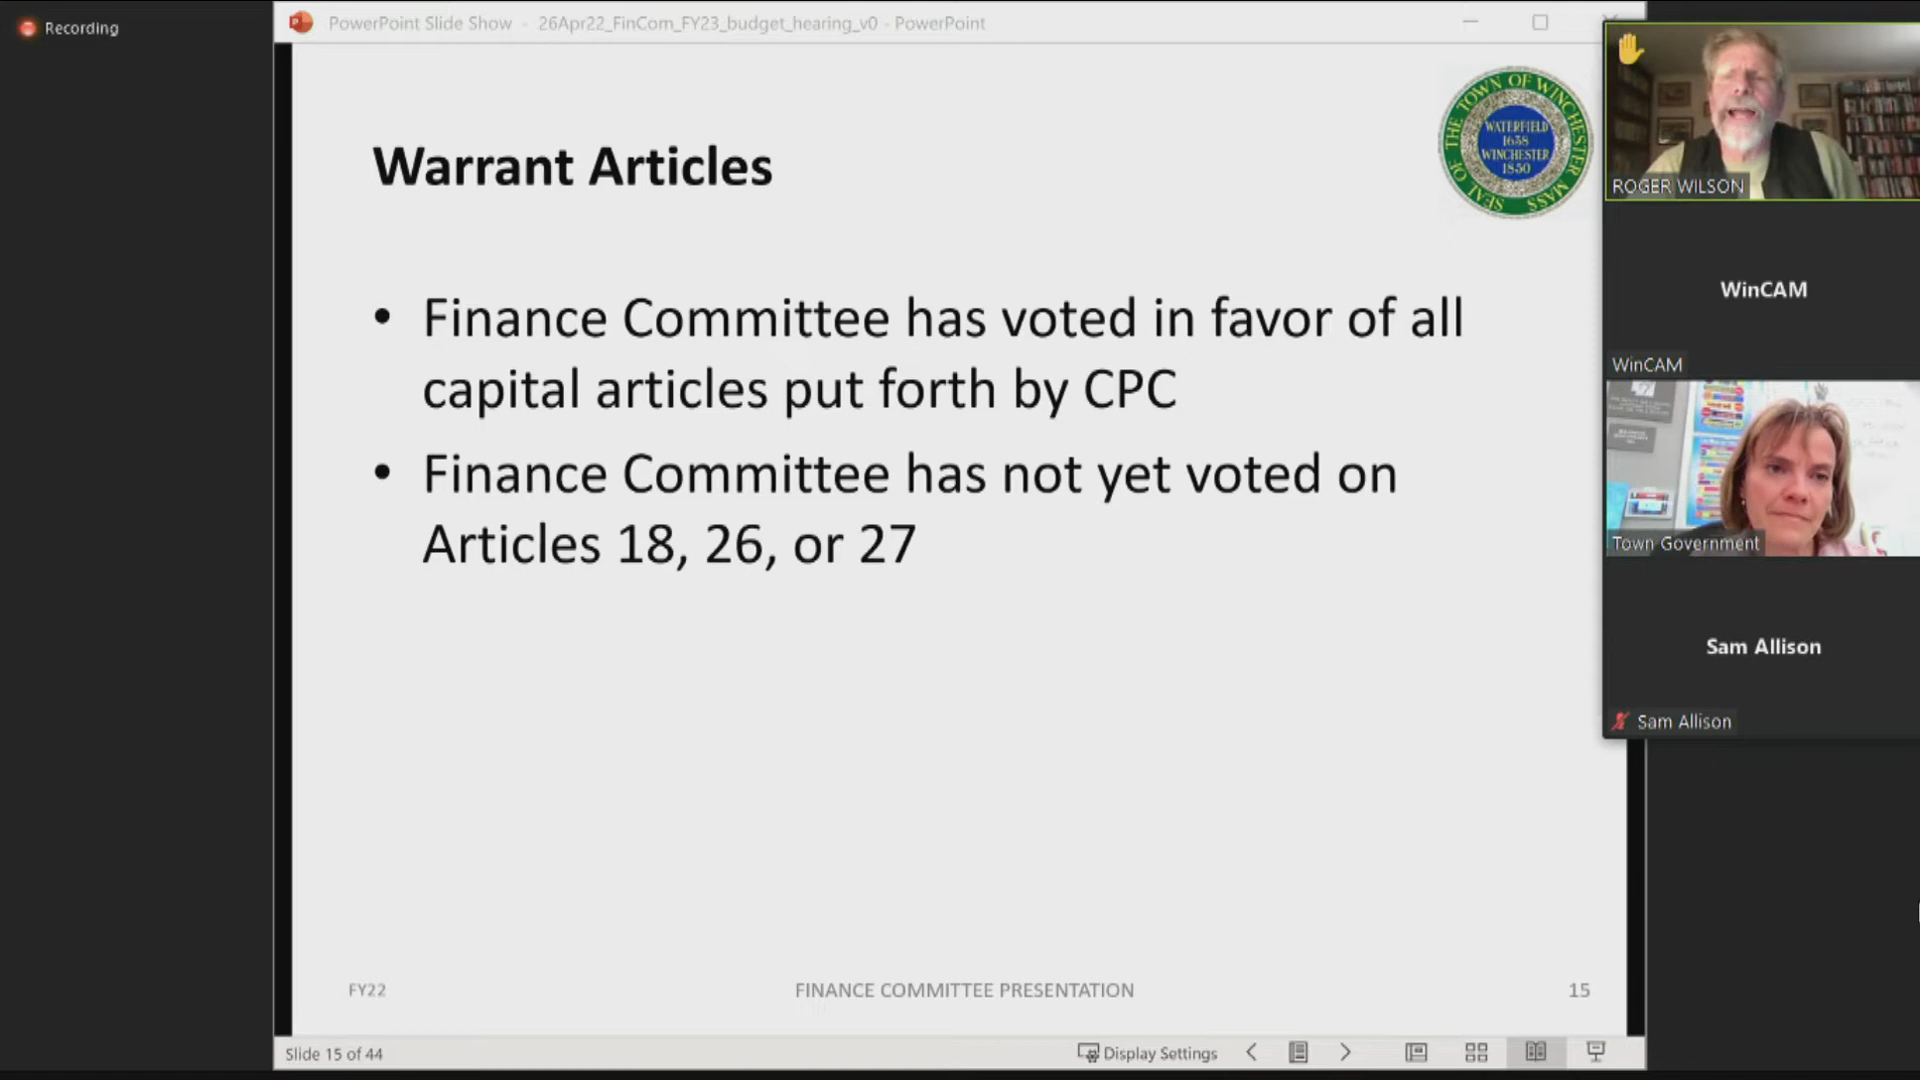 Recording
PowerPoint Slide Show - 26Apr22_FinCom_FY23_budget_hearing_v0 - PowerPoint
Warrant Articles
THE TOWN OF WINCHESTER MASS
SEAL OF
WATERFIELD
1638
WINCHESTER
1850
• Finance Committee has voted in favor of all
capital articles put forth by CPC
• Finance Committee has not yet voted on
Articles 18, 26, or 27
FY22
FINANCE COMMITTEE PRESENTATION
15
Slide 15 of 44
Display Settings
ROGER WILSON
WinCAM
WinCAM
Town Government
Sam Allison
Sam Allison